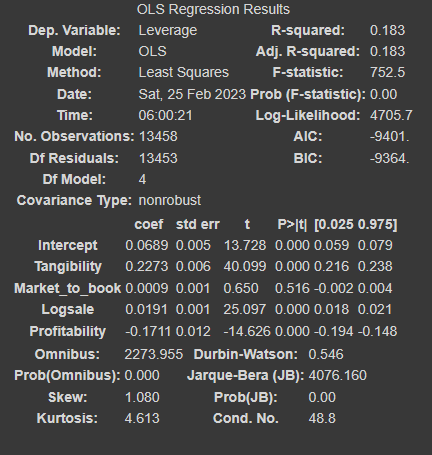 OLS Regression Results
Dep. Variable: Leverage R-squared: 0.183
Model: OLS Adj. R-squared: 0.183
Method: Least Squares F-statistic: 752.5
Date: Sat, 25 Feb 2023 Prob (F-statistic): 0.00
Time: 06:00:21 Log-Likelihood: 4705.7
No. Observations: 13458 AIC: -9401.
Df Residuals: 13453 BIC: -9364.
Df Model: 4
Covariance Type: nonrobust
coef std err t P>|t| [0.025 0.975]
Intercept 0.0689 0.005 13.728 0.000 0.059 0.079
Tangibility 0.2273 0.006 40.099 0.000 0.216 0.238
Market_to_book 0.0009 0.001 0.650 0.516 -0.002 0.004
Logsale 0.0191 0.001 25.097 0.000 0.018 0.021
Profitability -0.1711 0.012 -14.626 0.000 -0.194 -0.148
Omnibus: 2273.955 Durbin-Watson: 0.546
Prob(Omnibus): 0.000 Jarque-Bera (JB): 4076.160
Skew: 1.080 Prob(JB): 0.00
Kurtosis: 4.613 Cond. No. 48.8